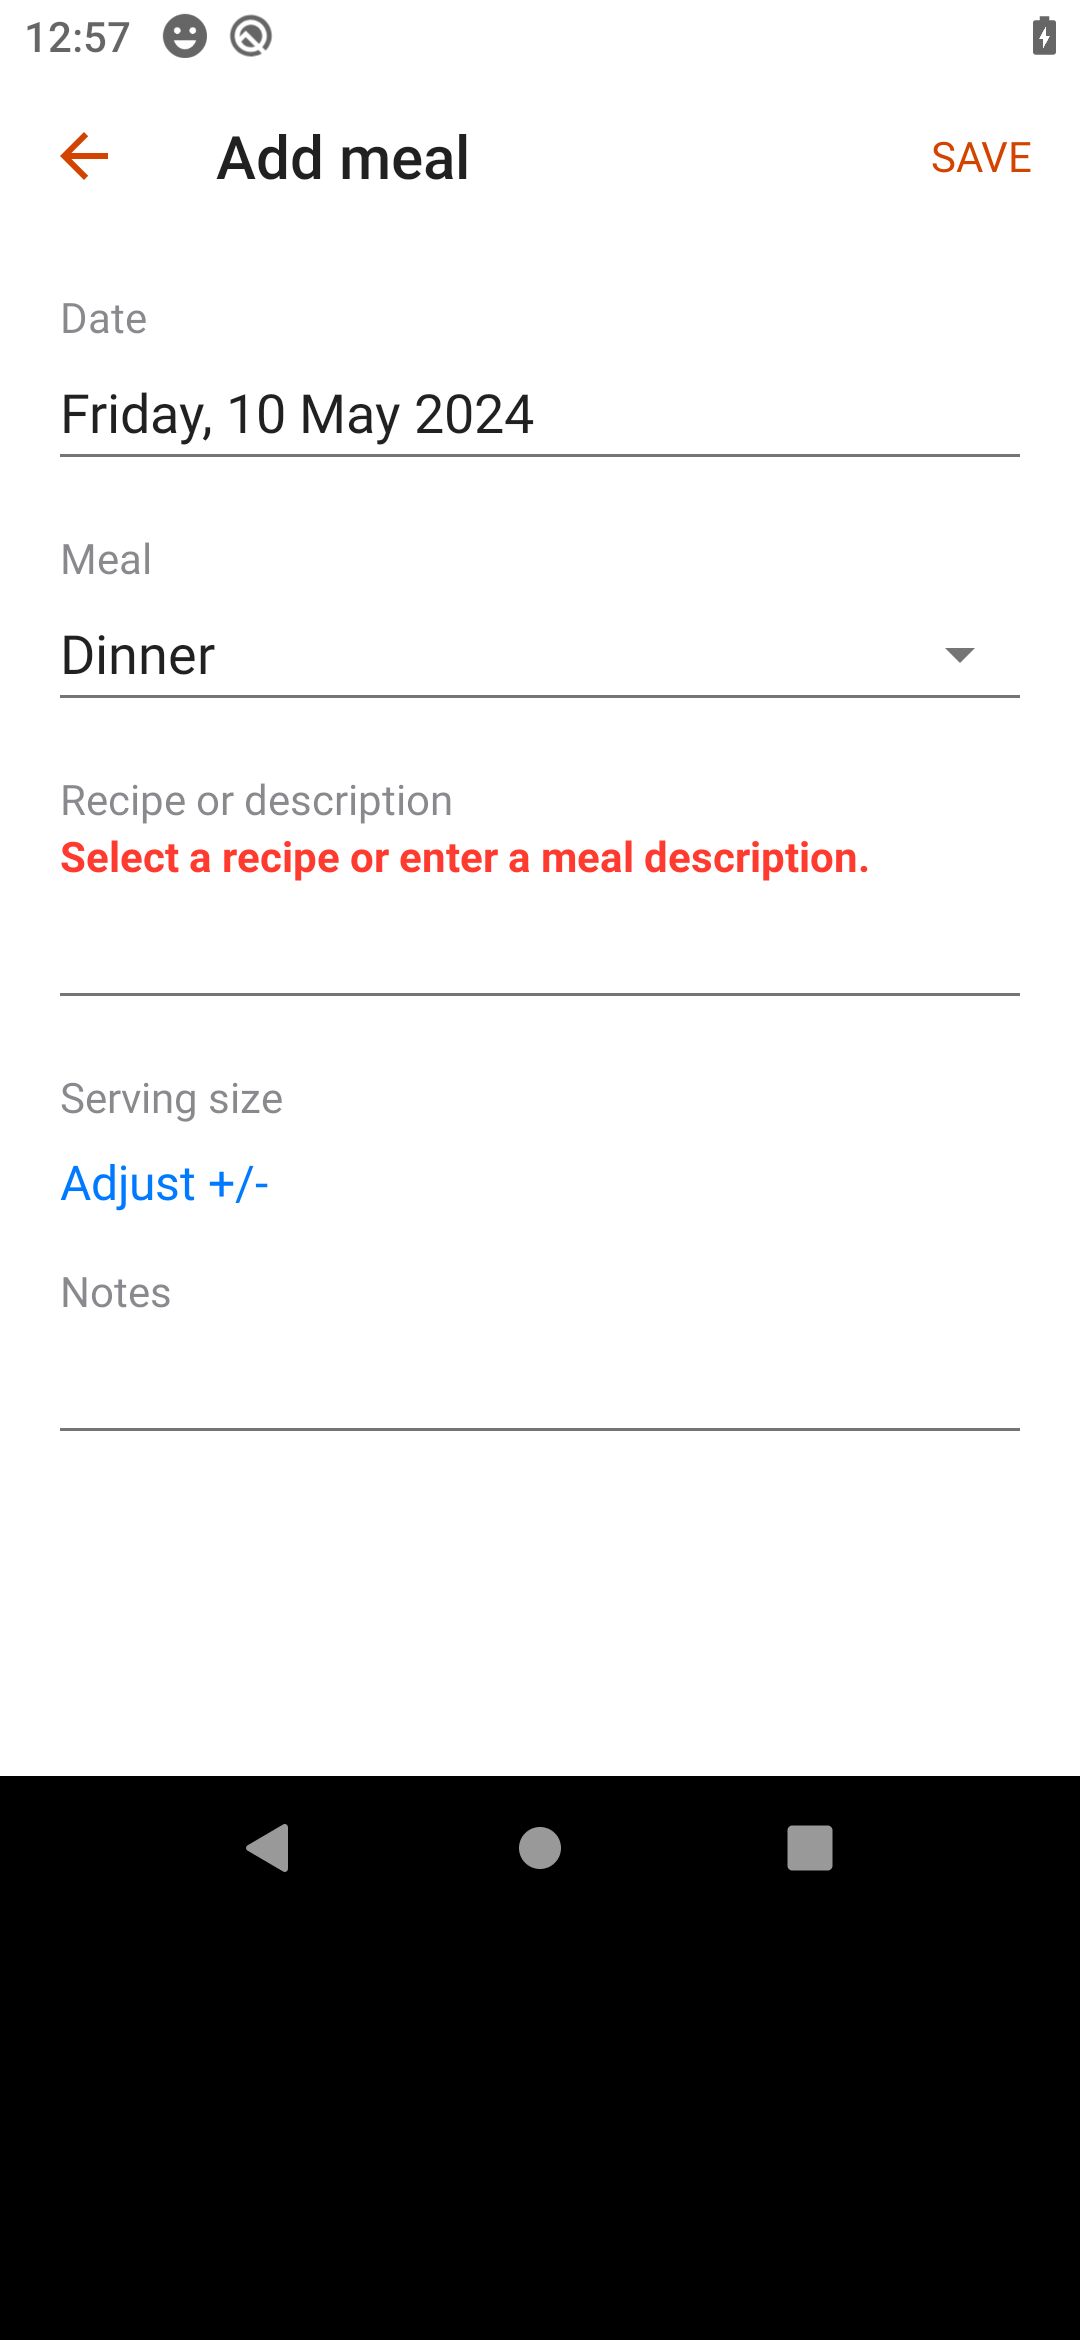 12:57
Add meal
SAVE
Date
Friday, 10 May 2024
Meal
Dinner
Recipe or description
Select a recipe or enter a meal description.
Serving size
Adjust +/-
Notes